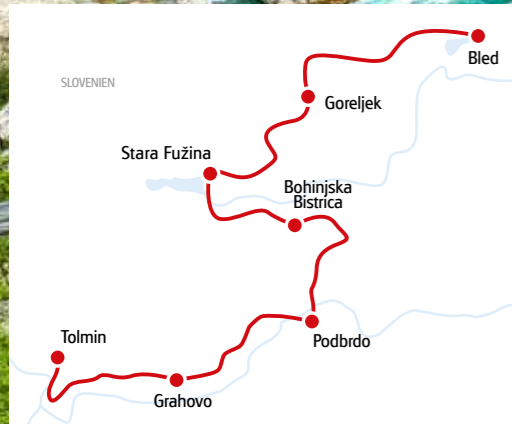 Bled
SLOVENIEN
Goreljek
Stara Fužina
Bohinjska
Bistrica
Tolmin
Podbrdo
Grahovo